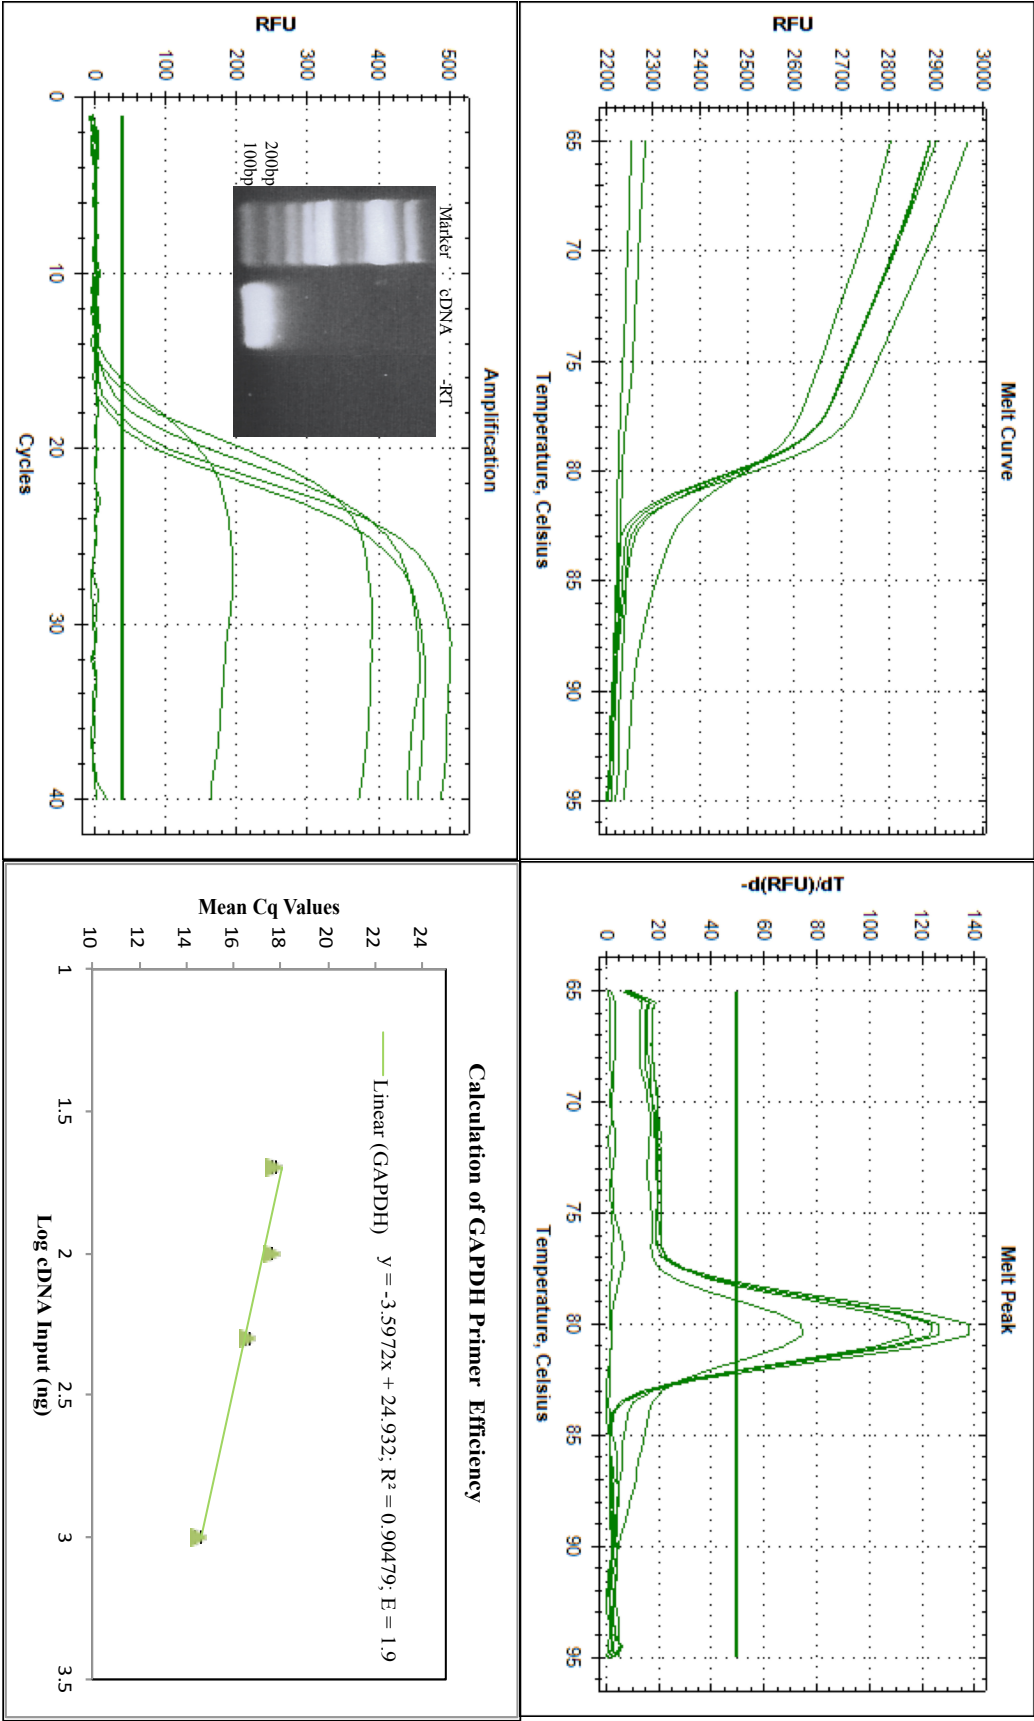 Melt Curve
RFU
3000
2900
2800
2700
2600
2500
2400
2300
2200
65 70 75 80 85 90 95
Temperature, Celsius
Melt Peak
-d(RFU)/dT
140
120
100
80
60
40
20
0
65 70 75 80 85 90 95
Temperature, Celsius
Amplification
RFU
500
400
300
200
100
0
Marker cDNA -RT
200bp
100bp
0 10 20 30 40
Cycles
Calculation of GAPDH Primer Efficiency
Linear (GAPDH) y = -3.5972x + 24.932; R² = 0.90479; E = 1.9
Mean Cq Values
24
22
20
18
16
14
12
10
1 1.5 2 2.5 3 3.5
Log cDNA Input (ng)